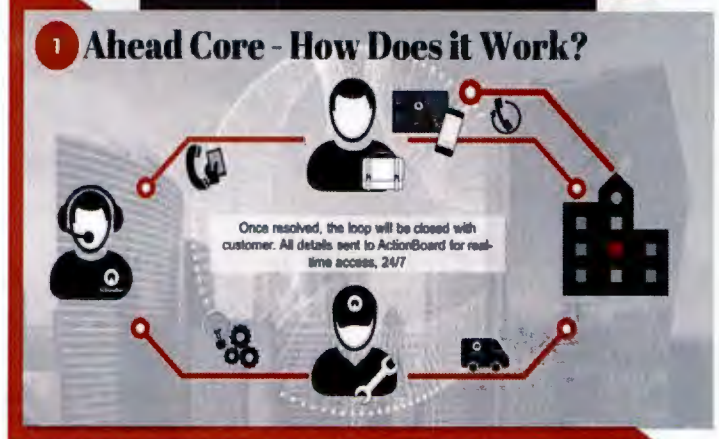 1
Ahead Core - How Does it Work?
Once resolved, the loop will be closed with
customer. All details sent to ActionBoard for real-
time access, 24/7